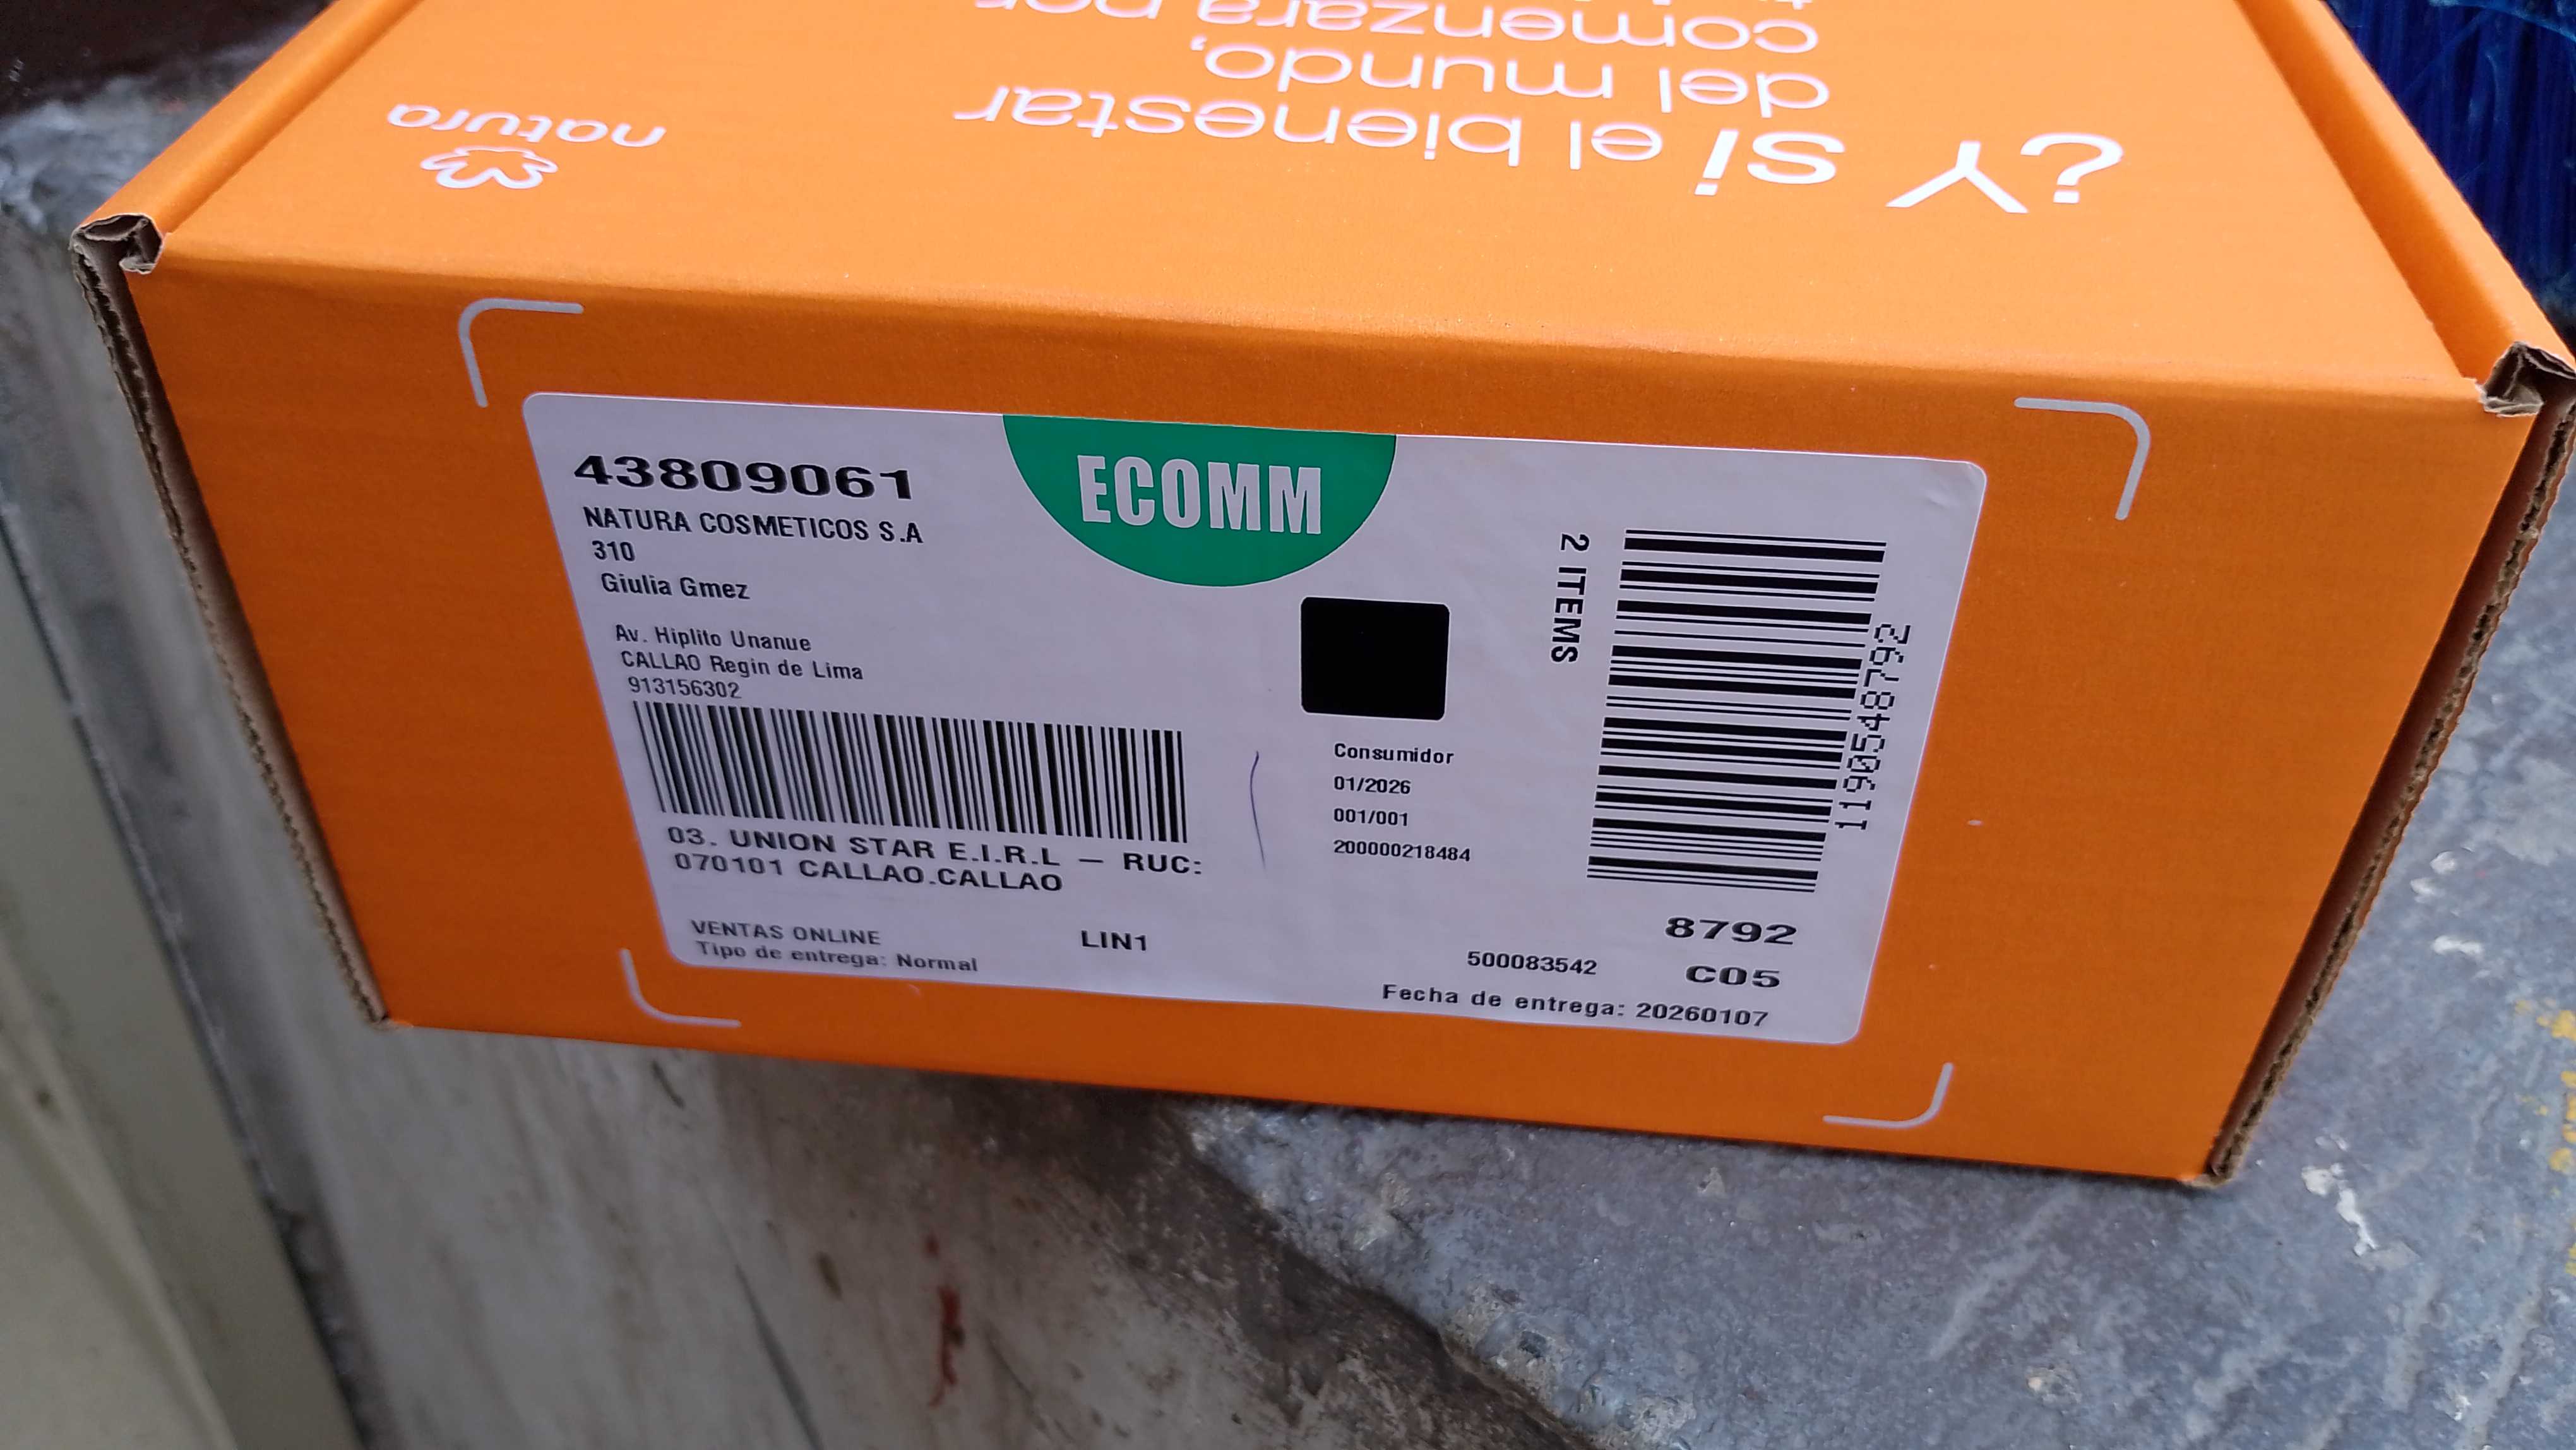 ¿Y si el bienestar
del mundo,
comenzara por
natura
ECOMM
43809061
NATURA COSMETICOS S.A
310
Giulia Gmez
Av. Hiplito Unanue
CALLAO Regin de Lima
913156302
03. UNION STAR E.I.R.L – RUC:
070101 CALLAO.CALLAO
VENTAS ONLINE
Tipo de entrega: Normal
LIN1
Consumidor
01/2026
001/001
200000218484
2 ITEMS
1190548792
8792
500083542
C05
Fecha de entrega: 20260107